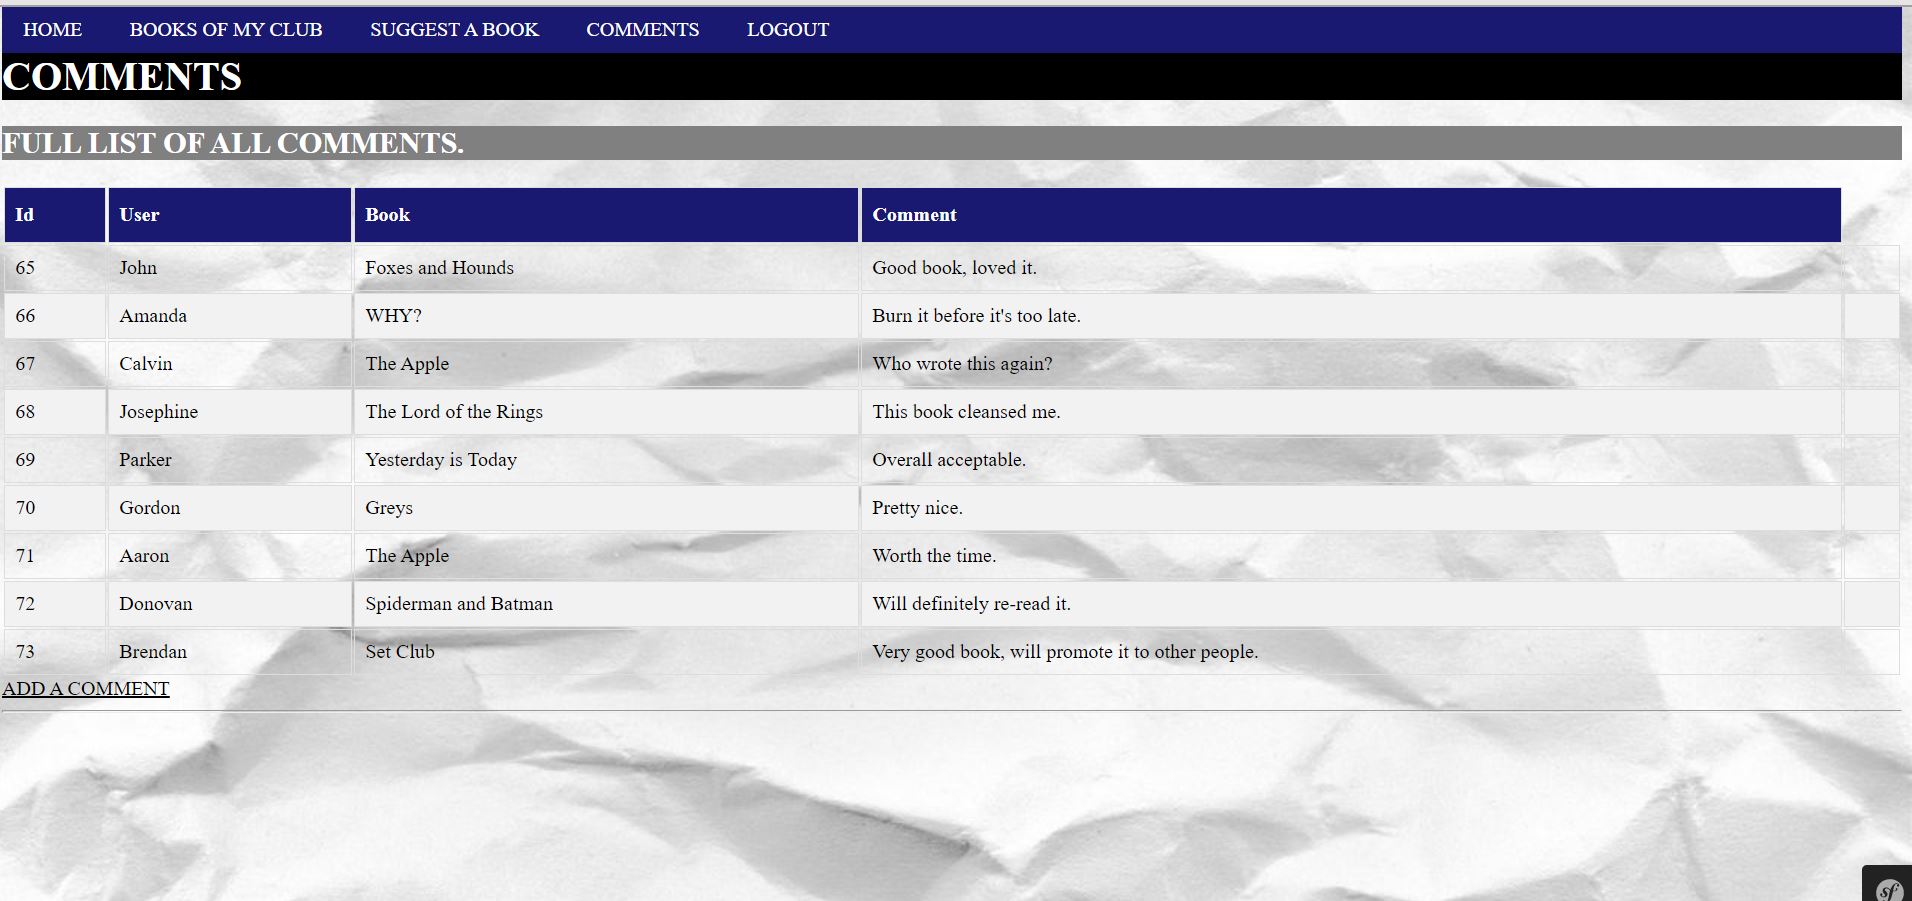 HOME BOOKS OF MY CLUB SUGGEST A BOOK COMMENTS LOGOUT
COMMENTS
FULL LIST OF ALL COMMENTS.
Id User Book Comment
65 John Foxes and Hounds Good book, loved it.
66 Amanda WHY? Burn it before it's too late.
67 Calvin The Apple Who wrote this again?
68 Josephine The Lord of the Rings This book cleansed me.
69 Parker Yesterday is Today Overall acceptable.
70 Gordon Greys Pretty nice.
71 Aaron The Apple Worth the time.
72 Donovan Spiderman and Batman Will definitely re-read it.
73 Brendan Set Club Very good book, will promote it to other people.
ADD A COMMENT
sf